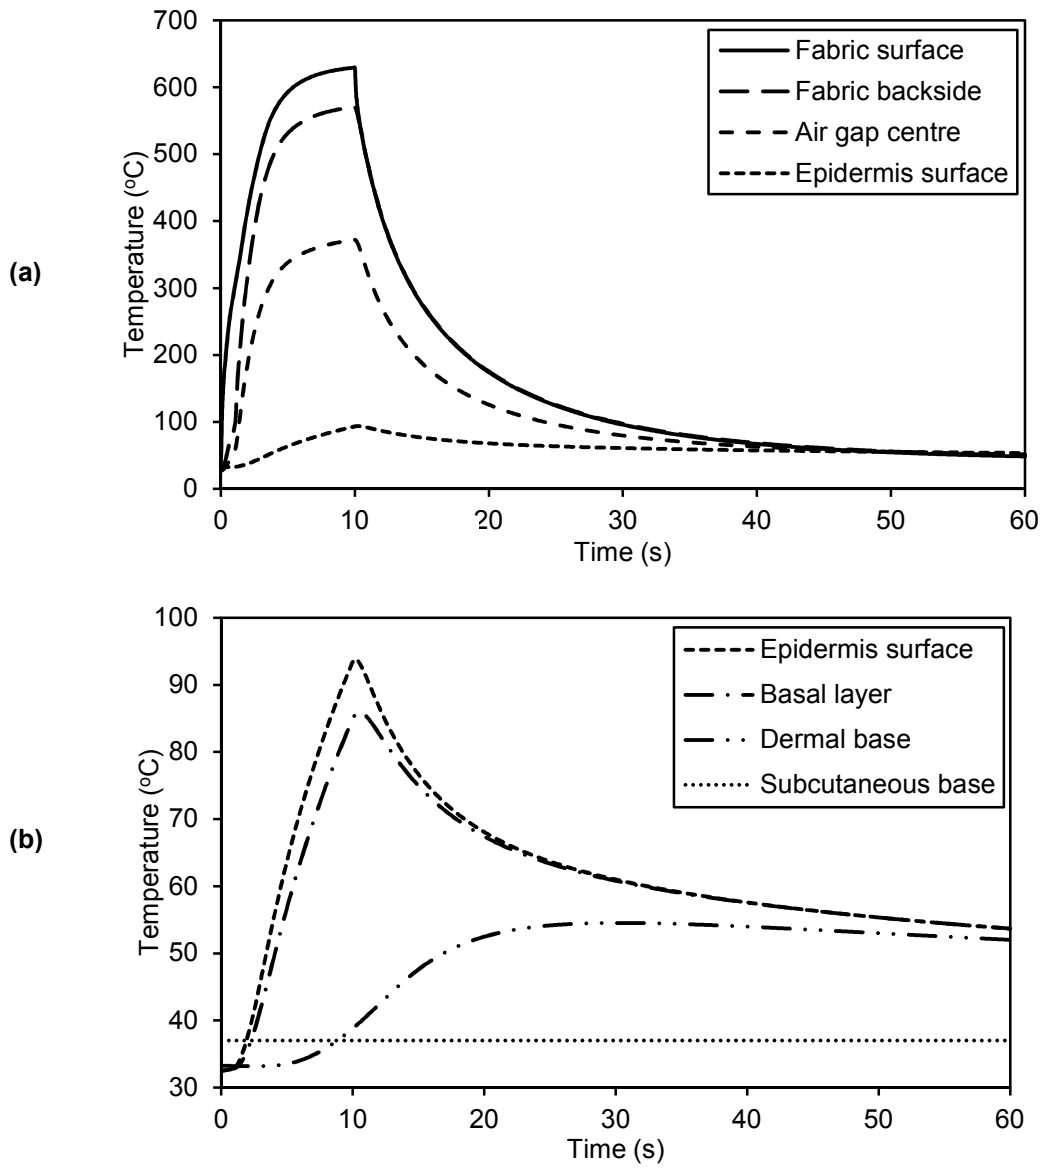 (a)
Temperature (oC)
700
600
500
400
300
200
100
0
Fabric surface
Fabric backside
Air gap centre
Epidermis surface
0 10 20 30 40 50 60
Time (s)
(b)
Temperature (oC)
100
90
80
70
60
50
40
30
Epidermis surface
Basal layer
Dermal base
Subcutaneous base
0 10 20 30 40 50 60
Time (s)